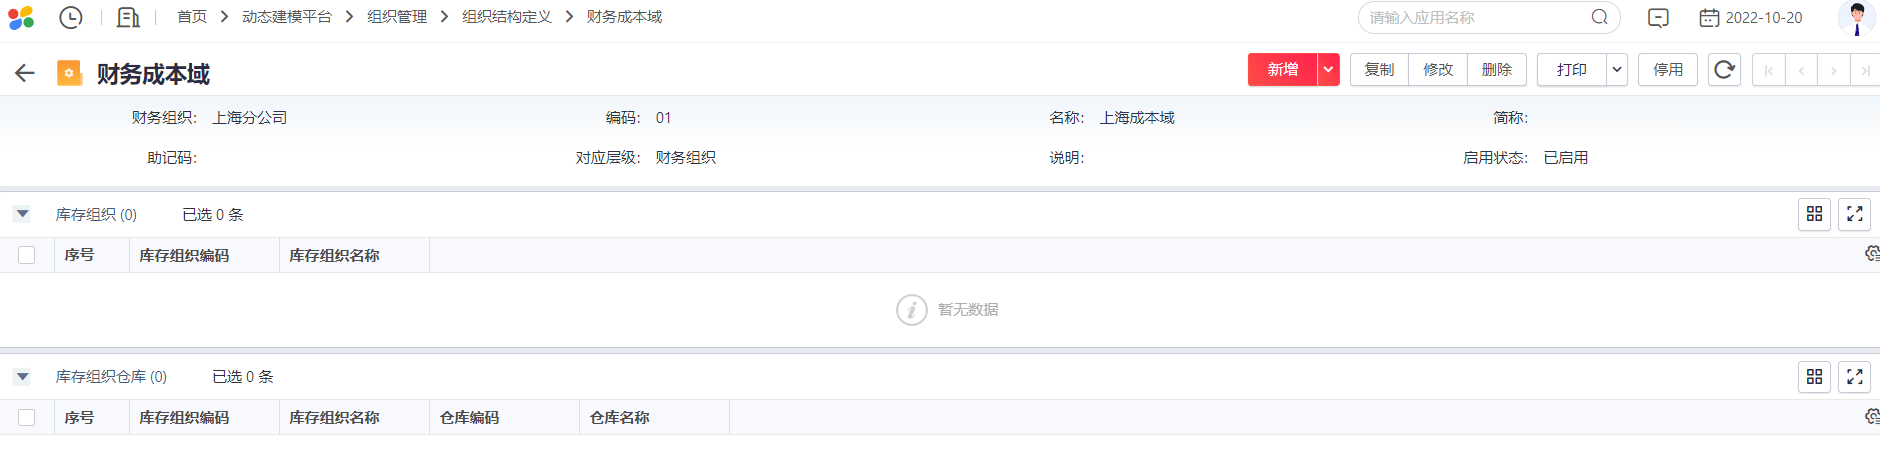 首页 动态建模平台 组织管理 组织结构定义 财务成本域 请输入应用名称 2022-10-20
财务成本域 新增 复制 修改 删除 打印 停用
财务组织: 上海分公司 编码: 01 名称: 上海成本域 简称:
助记码: 对应层级: 财务组织 说明: 启用状态: 已启用
库存组织 (0) 已选 0 条
序号 库存组织编码 库存组织名称
暂无数据
库存组织仓库 (0) 已选 0 条
序号 库存组织编码 库存组织名称 仓库编码 仓库名称